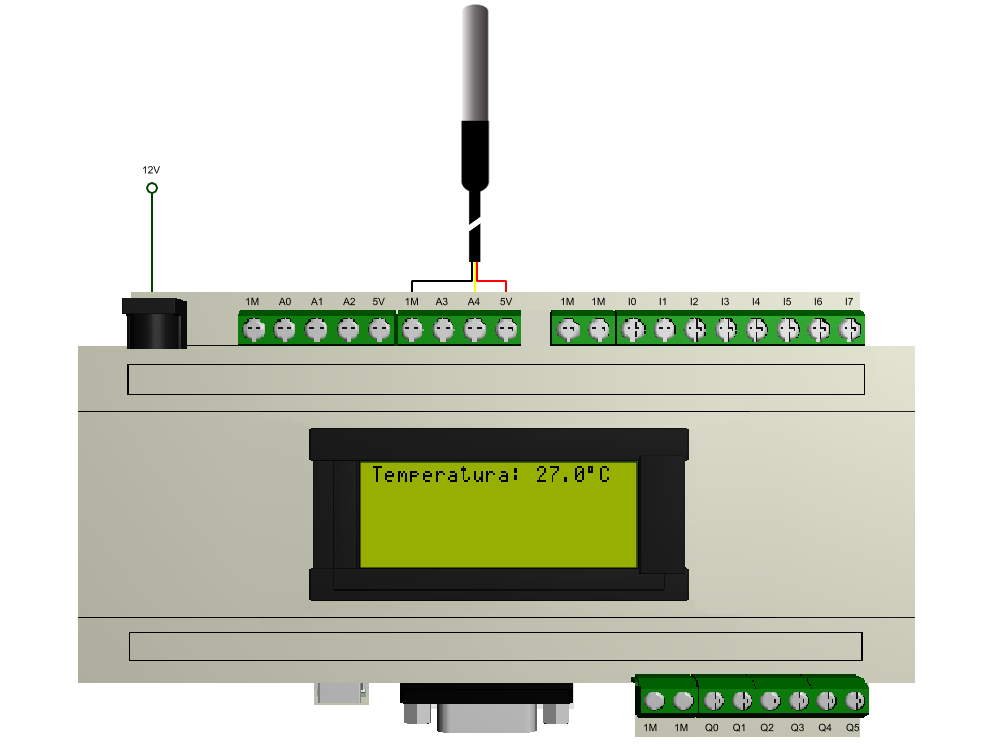 12V
1M A0 A1 A2 5V 1M A3 A4 5V 1M 1M I0 I1 I2 I3 I4 I5 I6 I7
Temperatura: 27.0°C
1M 1M Q0 Q1 Q2 Q3 Q4 Q5